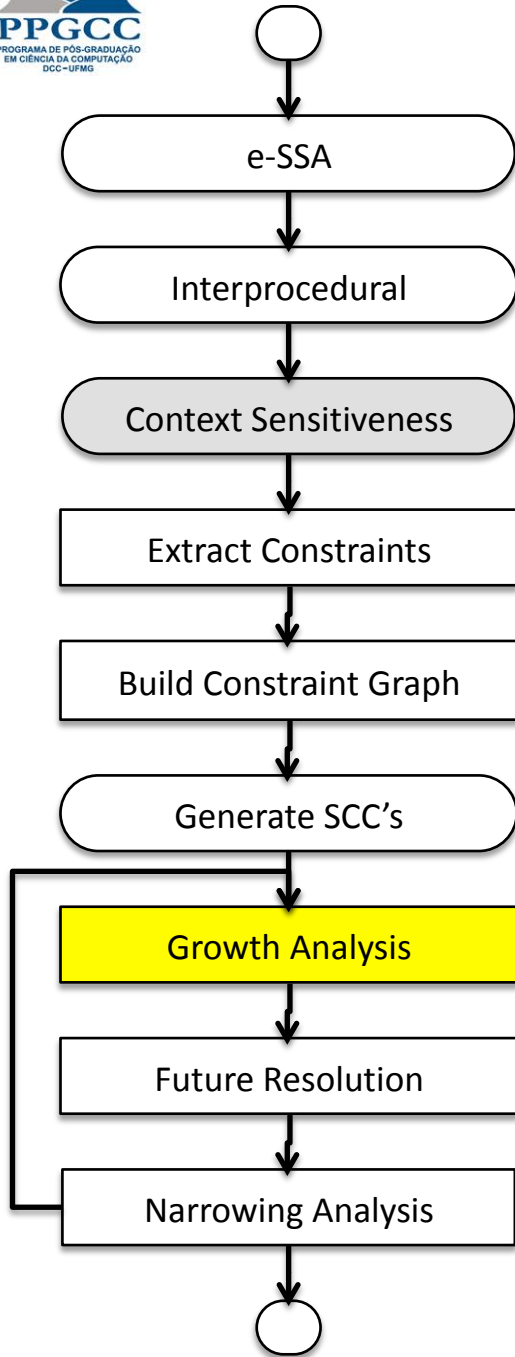 PPGCC
PROGRAMA DE PÓS-GRADUAÇÃO
EM CIÊNCIA DA COMPUTAÇÃO
DCC-UFMG
e-SSA
Interprocedural
Context Sensitiveness
Extract Constraints
Build Constraint Graph
Generate SCC's
Growth Analysis
Future Resolution
Narrowing Analysis